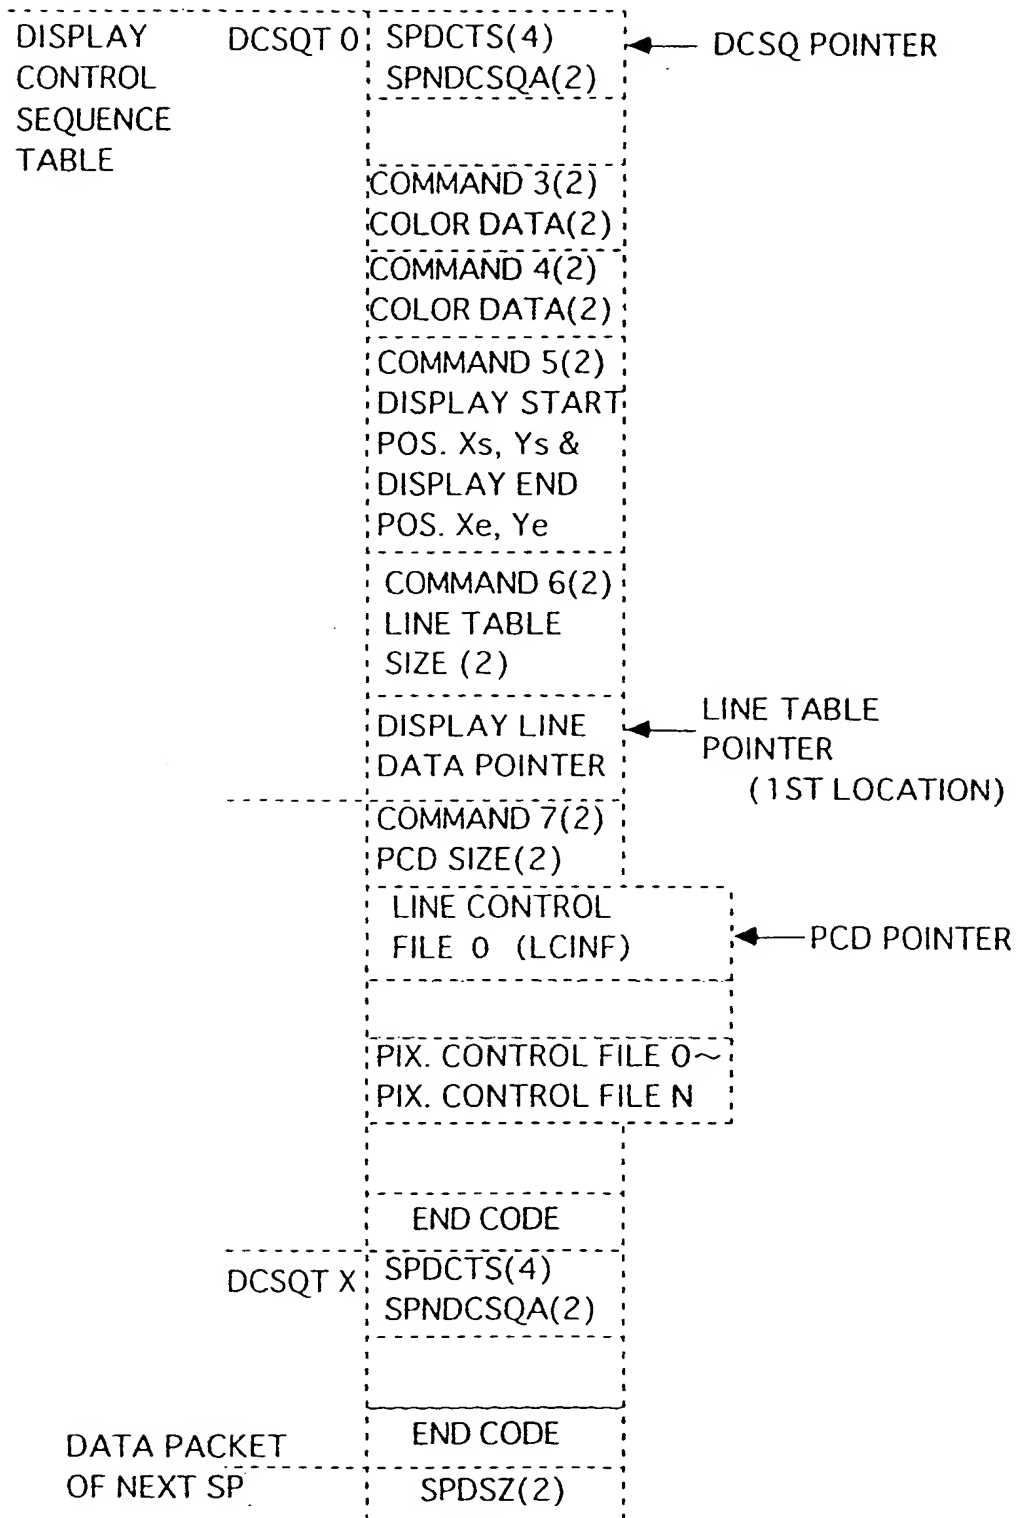 DISPLAY
CONTROL
SEQUENCE
TABLE
DCSQT 0
SPDCTS(4)
SPNDCSQA(2)
DCSQ POINTER
COMMAND 3(2)
COLOR DATA(2)
COMMAND 4(2)
COLOR DATA(2)
COMMAND 5(2)
DISPLAY START
POS. Xs, Ys &
DISPLAY END
POS. Xe, Ye
COMMAND 6(2)
LINE TABLE
SIZE (2)
DISPLAY LINE
DATA POINTER
LINE TABLE
POINTER
(1ST LOCATION)
COMMAND 7(2)
PCD SIZE(2)
LINE CONTROL
FILE 0 (LCINF)
PCD POINTER
PIX. CONTROL FILE 0~
PIX. CONTROL FILE N
END CODE
DCSQT X
SPDCTS(4)
SPNDCSQA(2)
END CODE
DATA PACKET
OF NEXT SP
SPDSZ(2)